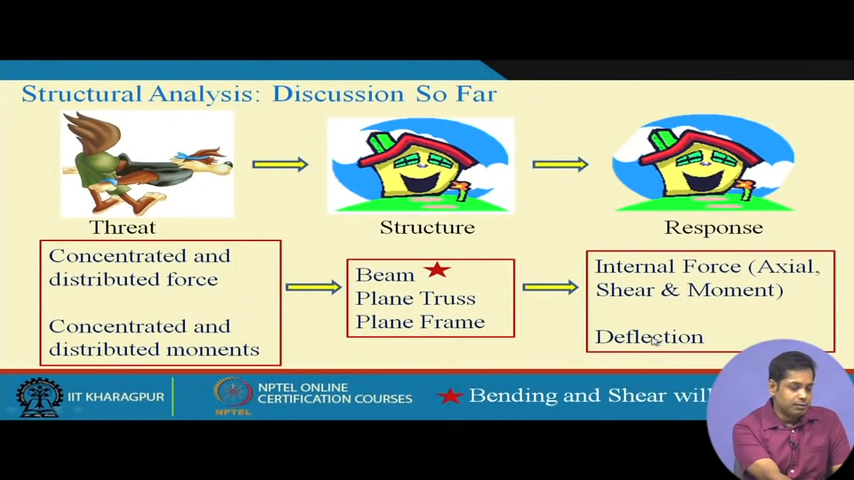 Structural Analysis: Discussion So Far
Threat
Structure
Response
Concentrated and
distributed force
Concentrated and
distributed moments
Beam
Plane Truss
Plane Frame
Internal Force (Axial,
Shear & Moment)
Deflection
IIT KHARAGPUR
NPTEL
NPTEL ONLINE
CERTIFICATION COURSES
Bending and Shear will